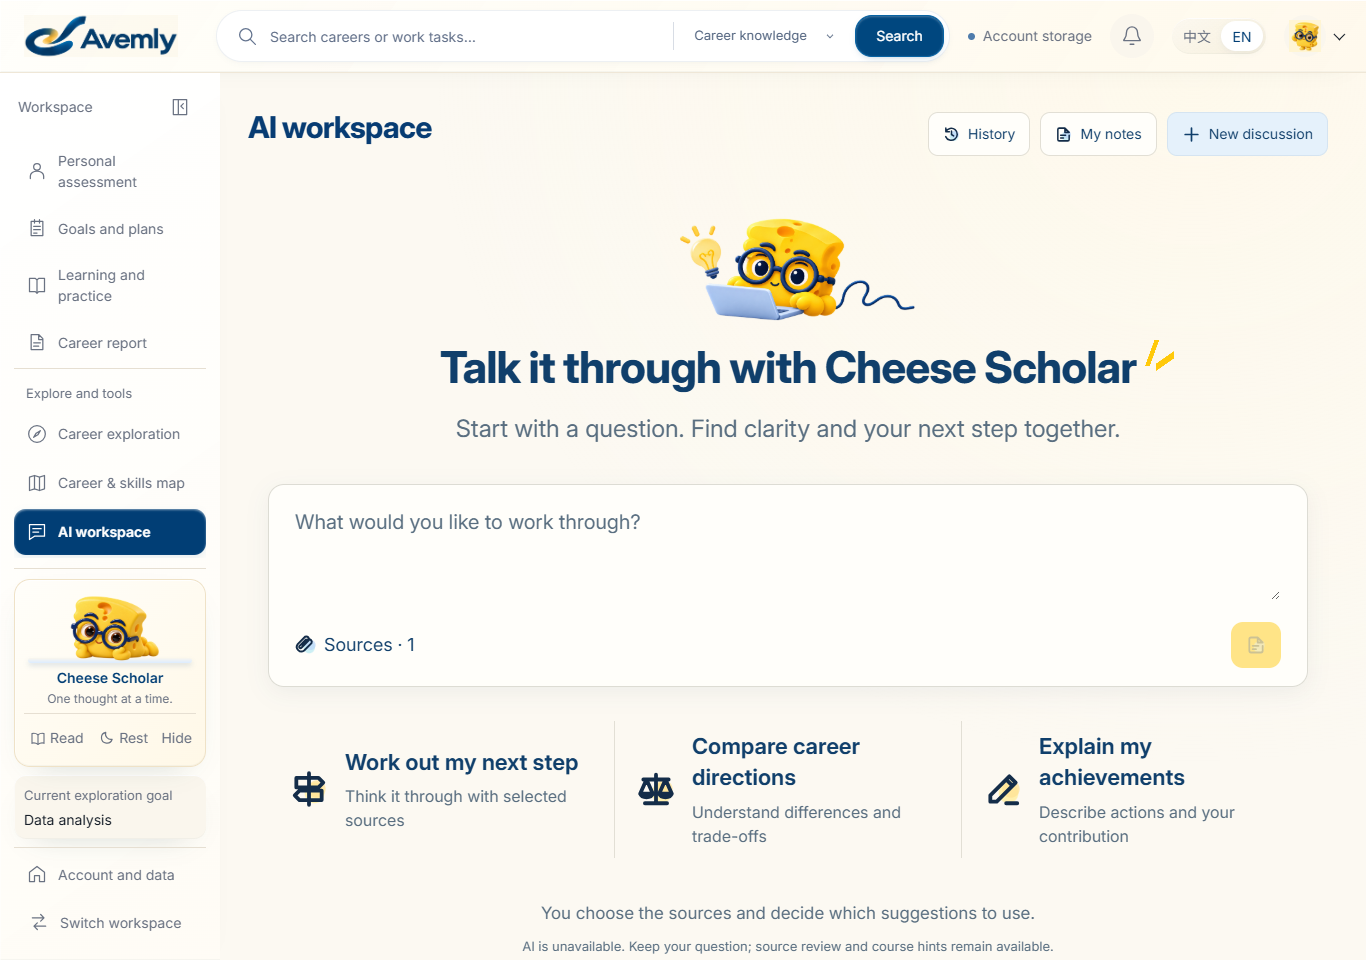 Avemly
Search careers or work tasks...
Career knowledge
Search
Account storage
中文
EN
Workspace
Personal
assessment
Goals and plans
Learning and
practice
Career report
Explore and tools
Career exploration
Career & skills map
AI workspace
Cheese Scholar
One thought at a time.
Read
Rest
Hide
Current exploration goal
Data analysis
Account and data
Switch workspace
AI workspace
History
My notes
New discussion
Talk it through with Cheese Scholar
Start with a question. Find clarity and your next step together.
What would you like to work through?
Sources · 1
Work out my next step
Think it through with selected
sources
Compare career
directions
Understand differences and
trade-offs
Explain my
achievements
Describe actions and your
contribution
You choose the sources and decide which suggestions to use.
AI is unavailable. Keep your question; source review and course hints remain available.